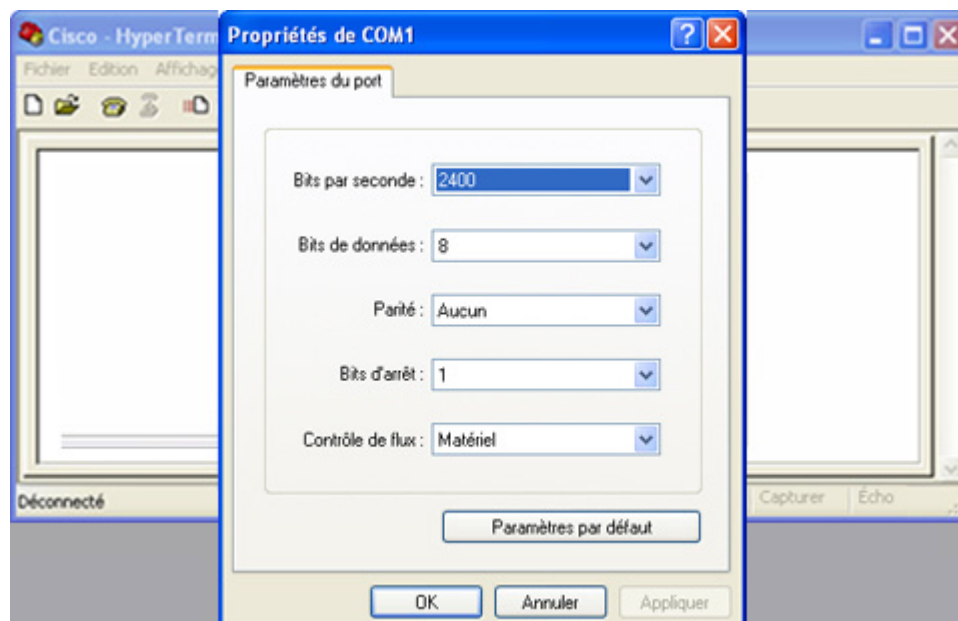 Cisco - HyperTerm
Propriétés de COM1
Fichier Edition Affichag
Paramètres du port
Bits par seconde : 2400
Bits de données : 8
Parité : Aucun
Bits d'arrêt : 1
Contrôle de flux : Matériel
Déconnecté
Capturer
Écho
Paramètres par défaut
OK
Annuler
Appliquer